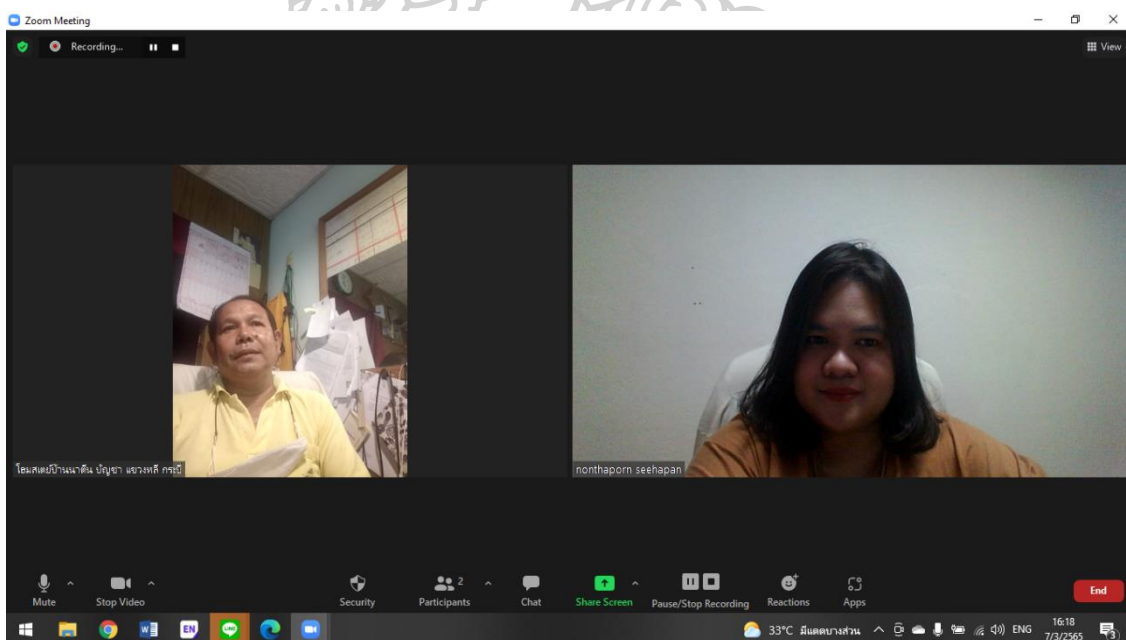 Zoom Meeting
Recording...
View
โฮมสเตย์บ้านนาตีน บัญชา แขวงหลี กระบี่
nonthaporn seehapan
Mute
Stop Video
Security
Participants
2
Chat
Share Screen
Pause/Stop Recording
Reactions
Apps
End
EN
LINE
33°C มีแดดบางส่วน
ENG
16:18
7/3/2565
3